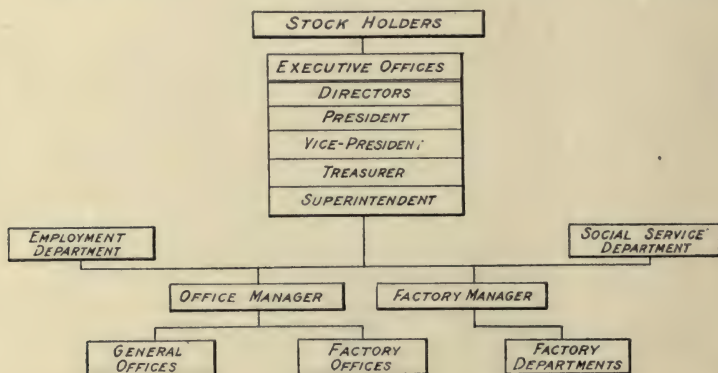 STOCK HOLDERS
EXECUTIVE OFFICES
DIRECTORS
PRESIDENT
VICE-PRESIDENT
TREASURER
SUPERINTENDENT
EMPLOYMENT
DEPARTMENT
SOCIAL SERVICE
DEPARTMENT
OFFICE MANAGER
FACTORY MANAGER
GENERAL
OFFICES
FACTORY
OFFICES
FACTORY
DEPARTMENTS